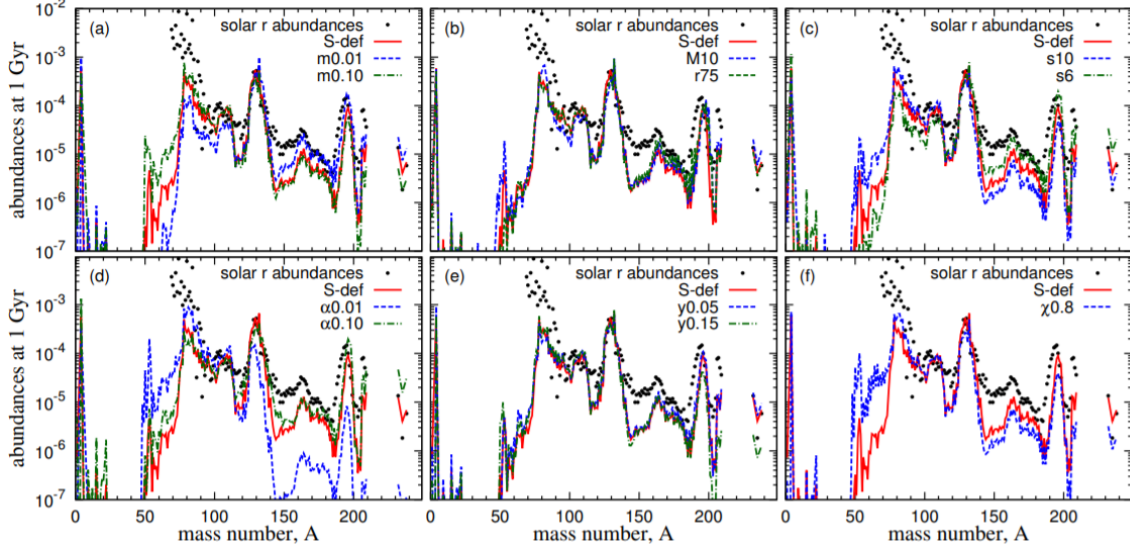 abundances at 1 Gyr
10^-2
10^-3
10^-4
10^-5
10^-6
10^-7
(a)
solar r abundances
S-def
m0.01
m0.10
(b)
solar r abundances
S-def
M10
r75
(c)
solar r abundances
S-def
s10
s6
abundances at 1 Gyr
10^-3
10^-4
10^-5
10^-6
10^-7
(d)
solar r abundances
S-def
α0.01
α0.10
(e)
solar r abundances
S-def
y0.05
y0.15
(f)
solar r abundances
S-def
χ0.8
0 50 100 150 200
0 50 100 150 200
0 50 100 150 200
mass number, A
mass number, A
mass number, A